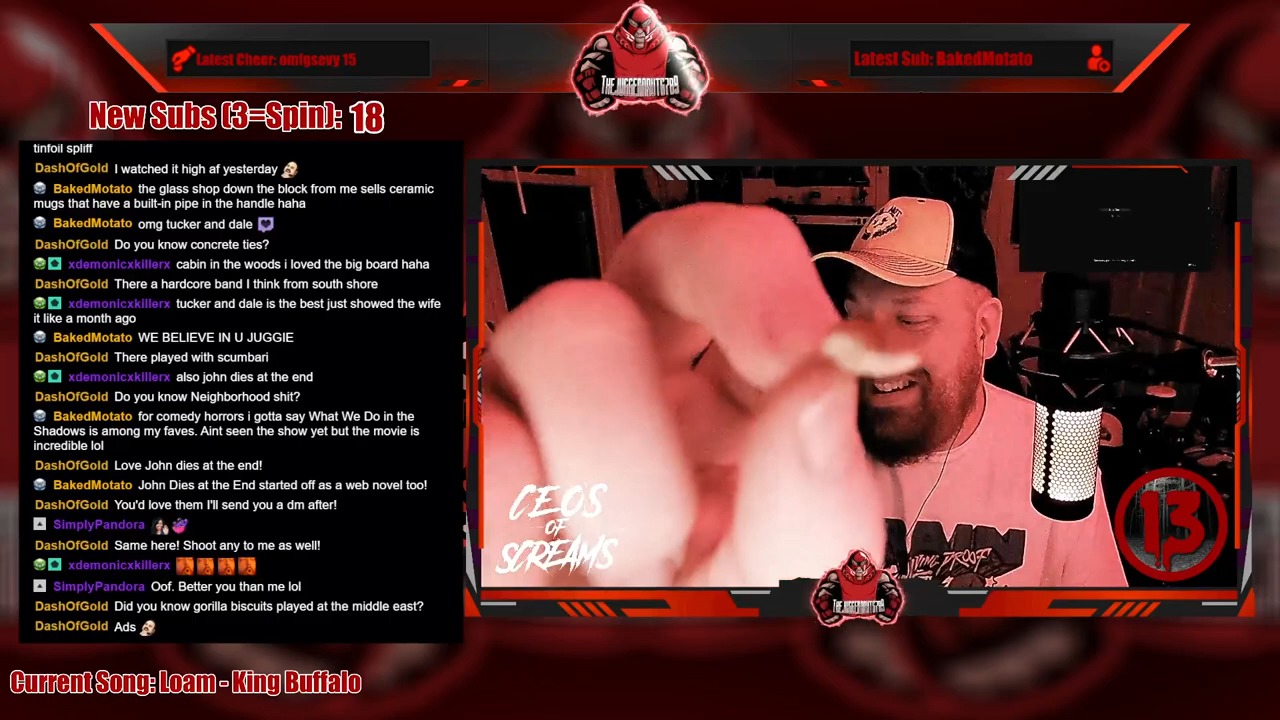 Latest Cheer: omfgsevy 15
THEJUGGERNAUT6789
Latest Sub: BakedMotato
New Subs (3=Spin): 18
tinfoil spliff
DashOfGold I watched it high af yesterday
BakedMotato the glass shop down the block from me sells ceramic
mugs that have a built-in pipe in the handle haha
BakedMotato omg tucker and dale
DashOfGold Do you know concrete ties?
xdemonicxkillerx cabin in the woods i loved the big board haha
DashOfGold There a hardcore band I think from south shore
xdemonicxkillerx tucker and dale is the best just showed the wife
it like a month ago
BakedMotato WE BELIEVE IN U JUGGIE
DashOfGold There played with scumbari
xdemonicxkillerx also john dies at the end
DashOfGold Do you know Neighborhood shit?
BakedMotato for comedy horrors i gotta say What We Do in the
Shadows is among my faves. Aint seen the show yet but the movie is
incredible lol
DashOfGold Love John dies at the end!
BakedMotato John Dies at the End started off as a web novel too!
DashOfGold You'd love them I'll send you a dm after!
SimplyPandora
DashOfGold Same here! Shoot any to me as well!
xdemonicxkillerx
SimplyPandora Oof. Better you than me lol
DashOfGold Did you know gorilla biscuits played at the middle east?
DashOfGold Ads
CEO'S
OF
SCREAMS
PROOF
13
THEJUGGERNAUT6789
Current Song: Loam - King Buffalo